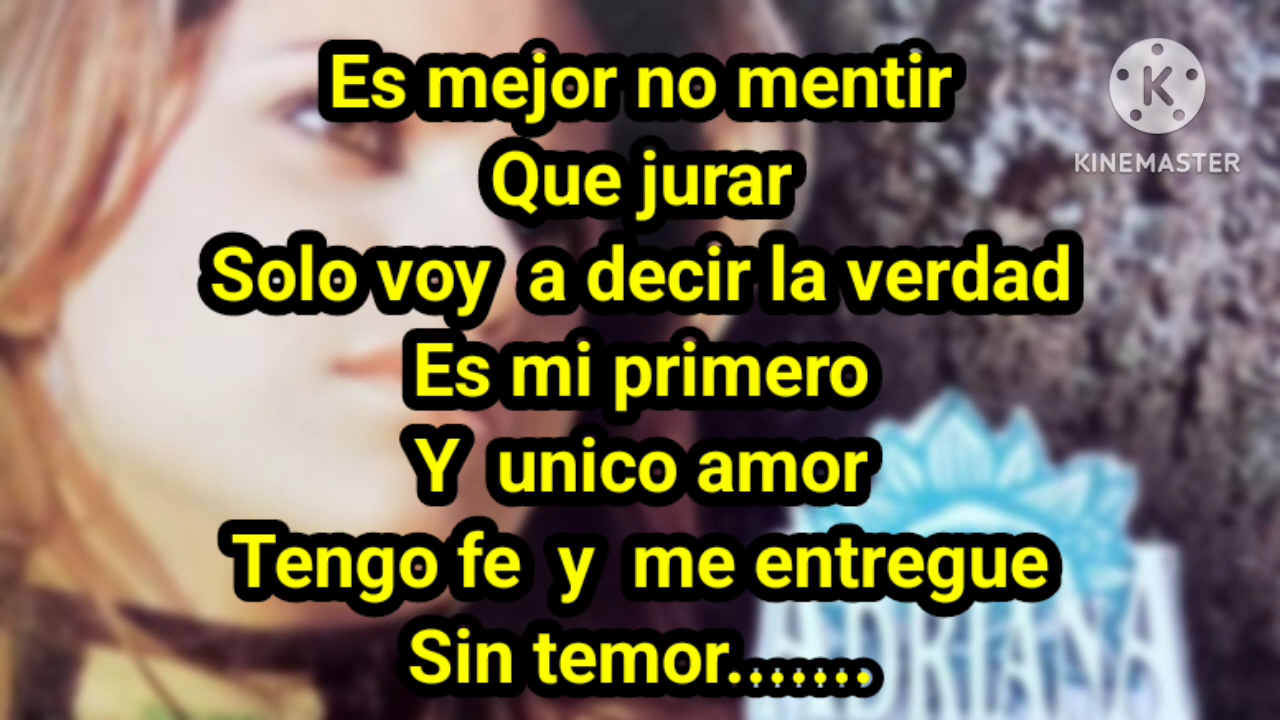 Es mejor no mentir
Que jurar
Solo voy a decir la verdad
Es mi primero
Y unico amor
Tengo fe y me entregue
Sin temor.......
K
KINEMASTER
ADRIANA